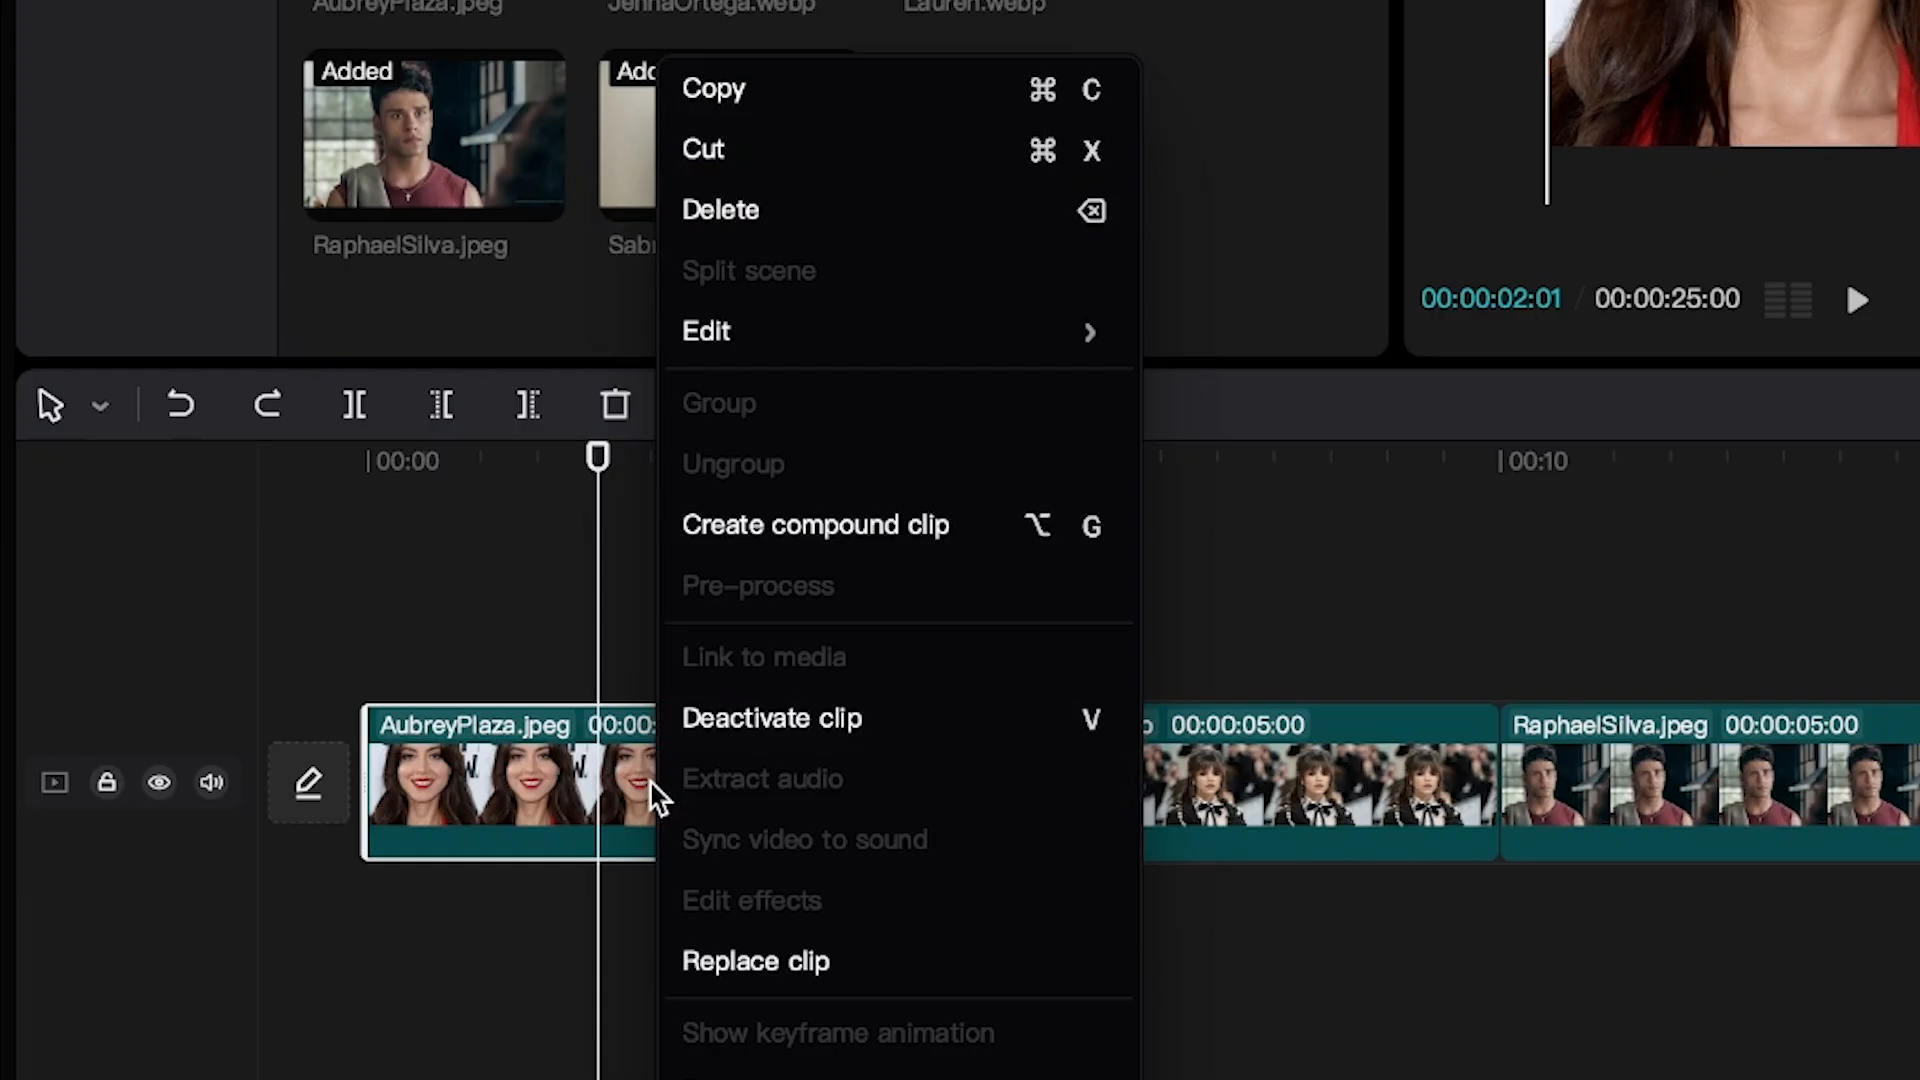 AubreyPlaza.jpeg
JennaOrtega.webp
Lauren.webp
Added
RaphaelSilva.jpeg
Copy ⌘ C
Cut ⌘ X
Delete
Split scene
Edit
Group
Ungroup
Create compound clip ⌥ G
Pre-process
Link to media
Deactivate clip V
Extract audio
Sync video to sound
Edit effects
Replace clip
Show keyframe animation
00:00:02:01 / 00:00:25:00
00:00
00:10
AubreyPlaza.jpeg 00:00:
00:00:05:00
RaphaelSilva.jpeg 00:00:05:00